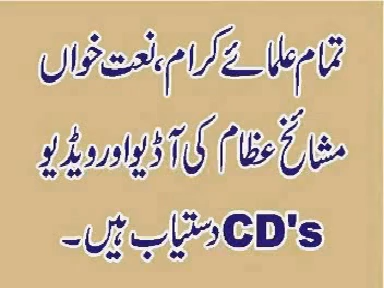 تمام علمائے کرام، نعت خواں
مشائخ عظام کی آڈیو اور ویڈیو
CD's دستیاب ہیں۔